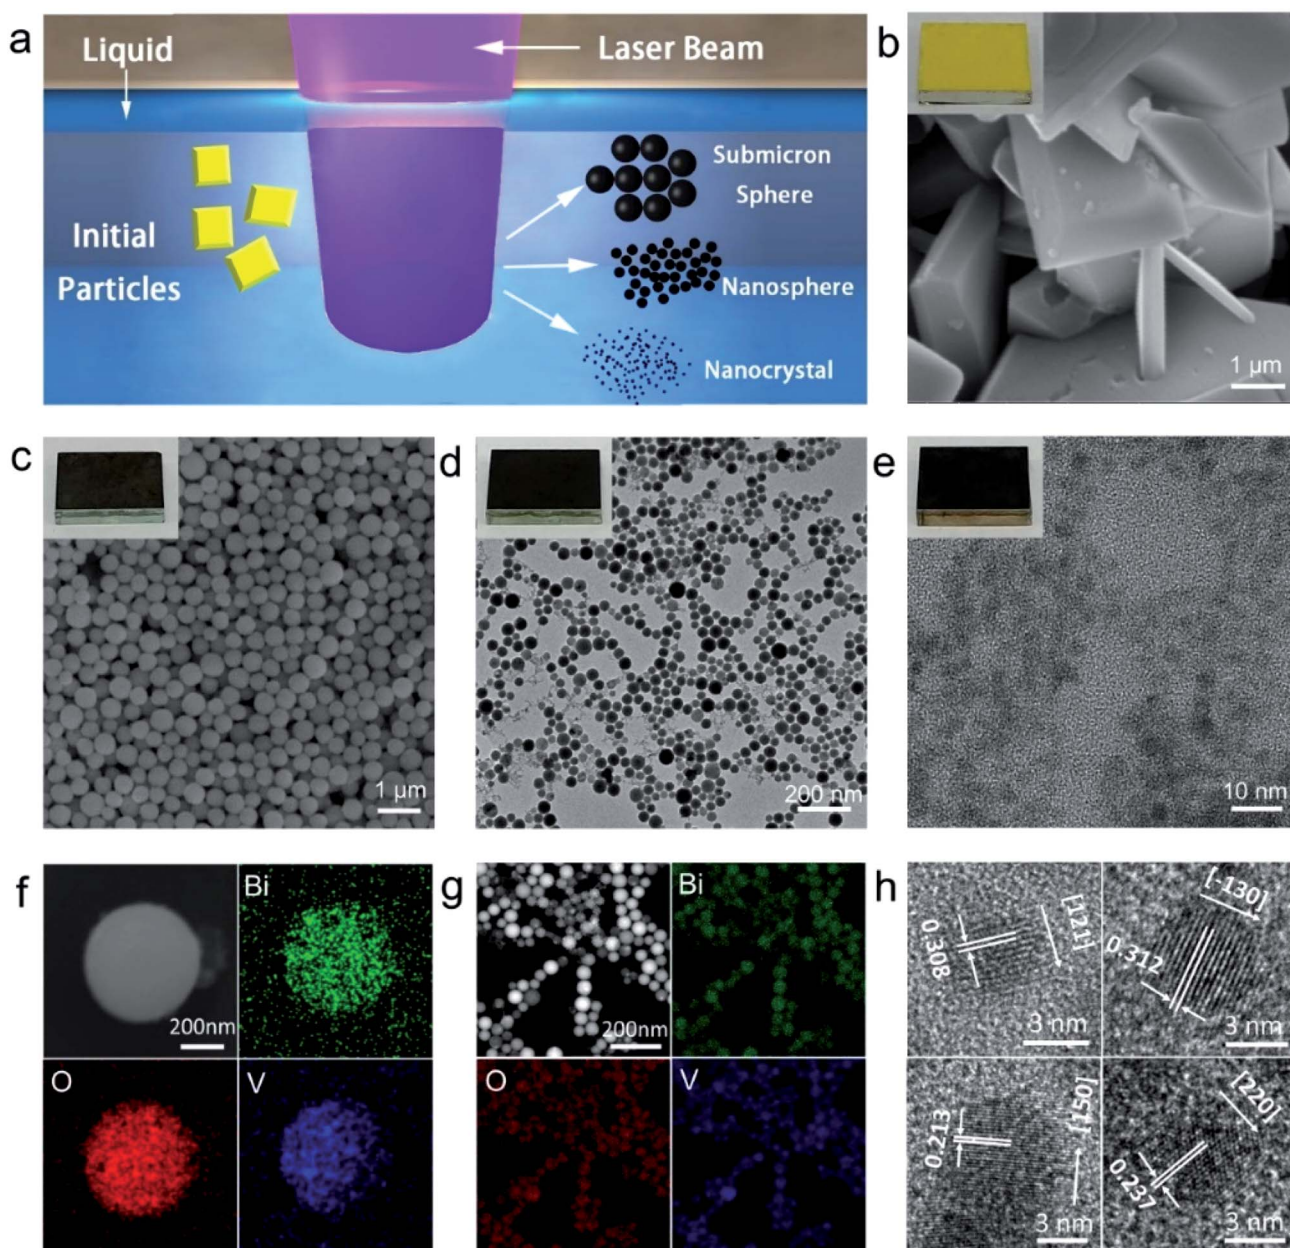 a
Liquid
Laser Beam
Initial
Particles
Submicron
Sphere
Nanosphere
Nanocrystal
b
1 μm
c
1 μm
d
200 nm
e
10 nm
f
200nm
Bi
O
V
g
200nm
Bi
O
V
h
0.308
[121]
3 nm
[-130]
0.312
3 nm
0.213
[150]
3 nm
[220]
0.237
3 nm